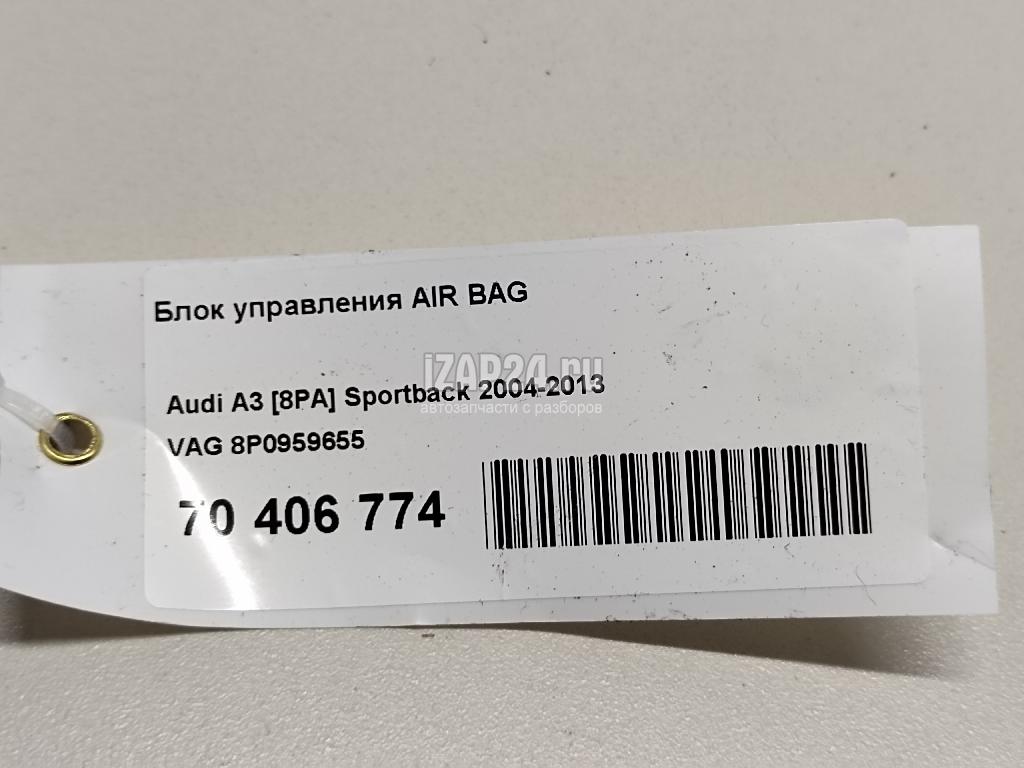 Блок управления AIR BAG
iZAP24.ru
Audi A3 [8PA] Sportback 2004-2013
автозапчасти с разборов
VAG 8P0959655
70 406 774